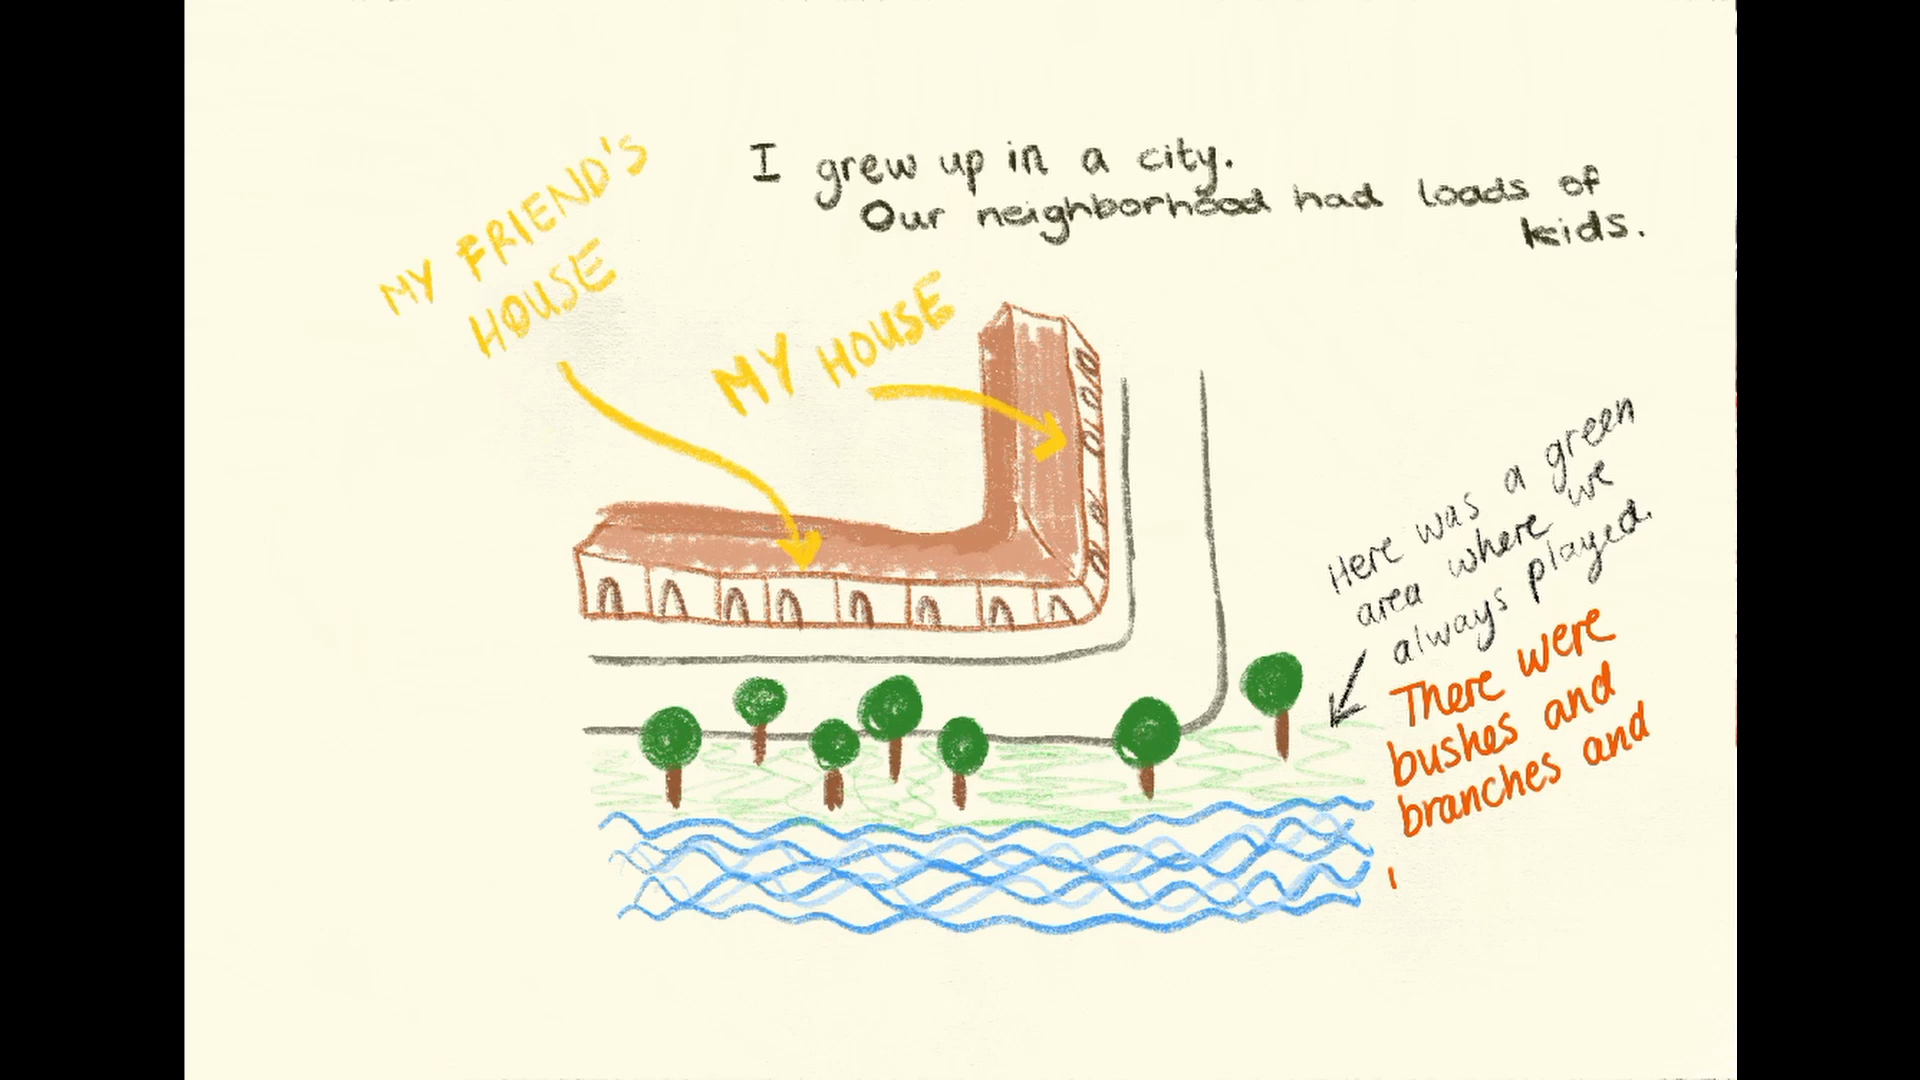 I grew up in a city.
Our neighborhood had loads of
kids.
MY FRIEND'S
HOUSE
MY HOUSE
Here was a green
area where we
always played.
There were
bushes and
branches and